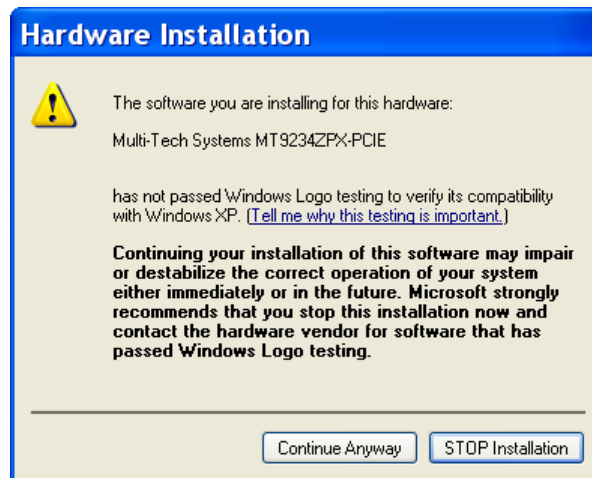 Hardware Installation
The software you are installing for this hardware:
Multi-Tech Systems MT9234ZPX-PCIE
has not passed Windows Logo testing to verify its compatibility
with Windows XP. (Tell me why this testing is important.)
Continuing your installation of this software may impair
or destabilize the correct operation of your system
either immediately or in the future. Microsoft strongly
recommends that you stop this installation now and
contact the hardware vendor for software that has
passed Windows Logo testing.
Continue Anyway STOP Installation